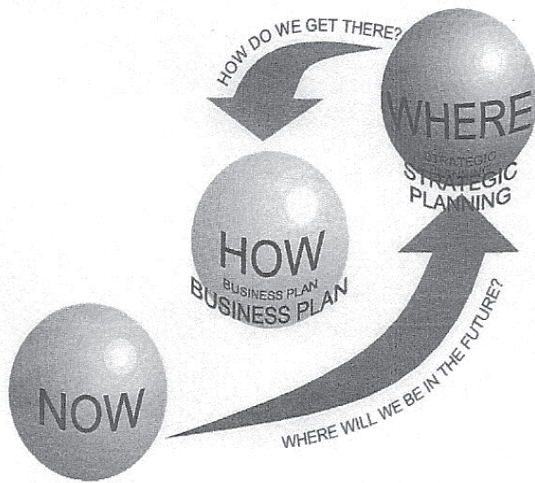 HOW DO WE GET THERE?
WHERE
STRATEGIC
STRATEGIC
PLANNING
HOW
BUSINESS PLAN
BUSINESS PLAN
NOW
WHERE WILL WE BE IN THE FUTURE?